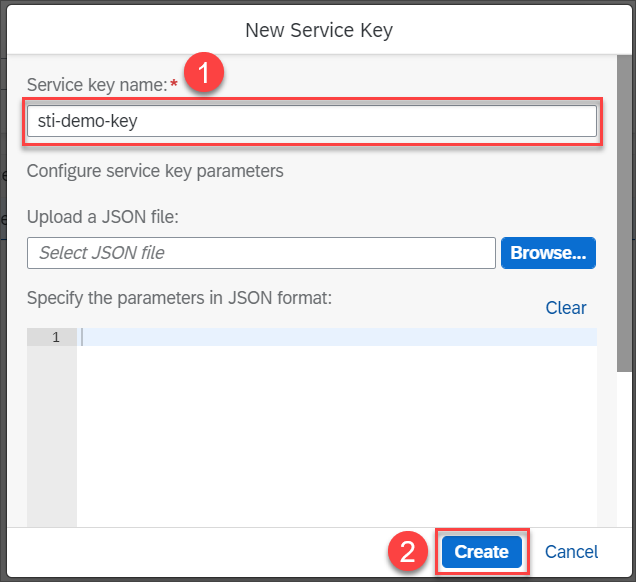 New Service Key
Service key name:* 1
sti-demo-key
Configure service key parameters
Upload a JSON file:
Select JSON file Browse...
Specify the parameters in JSON format:
Clear
1
2 Create Cancel